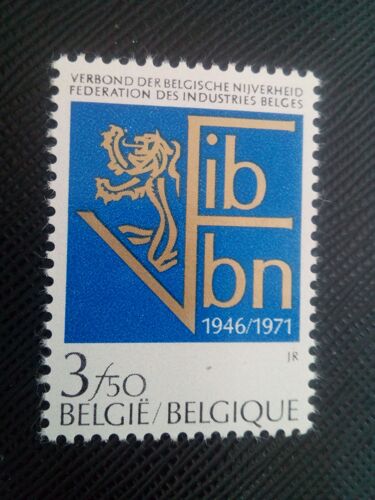 VERBOND DER BELGISCHE NIJVERHEID
FEDERATION DES INDUSTRIES BELGES
Fib
Vbn
1946/1971
JR
3F50
BELGIË/BELGIQUE